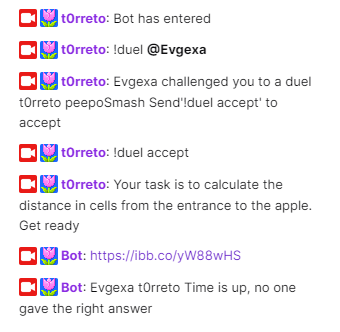 t0rreto: Bot has entered
t0rreto: !duel @Evgexa
t0rreto: Evgexa challenged you to a duel
t0rreto peepoSmash Send'!duel accept' to
accept
t0rreto: !duel accept
t0rreto: Your task is to calculate the
distance in cells from the entrance to the apple.
Get ready
Bot: https://ibb.co/yW88wHS
Bot: Evgexa t0rreto Time is up, no one
gave the right answer